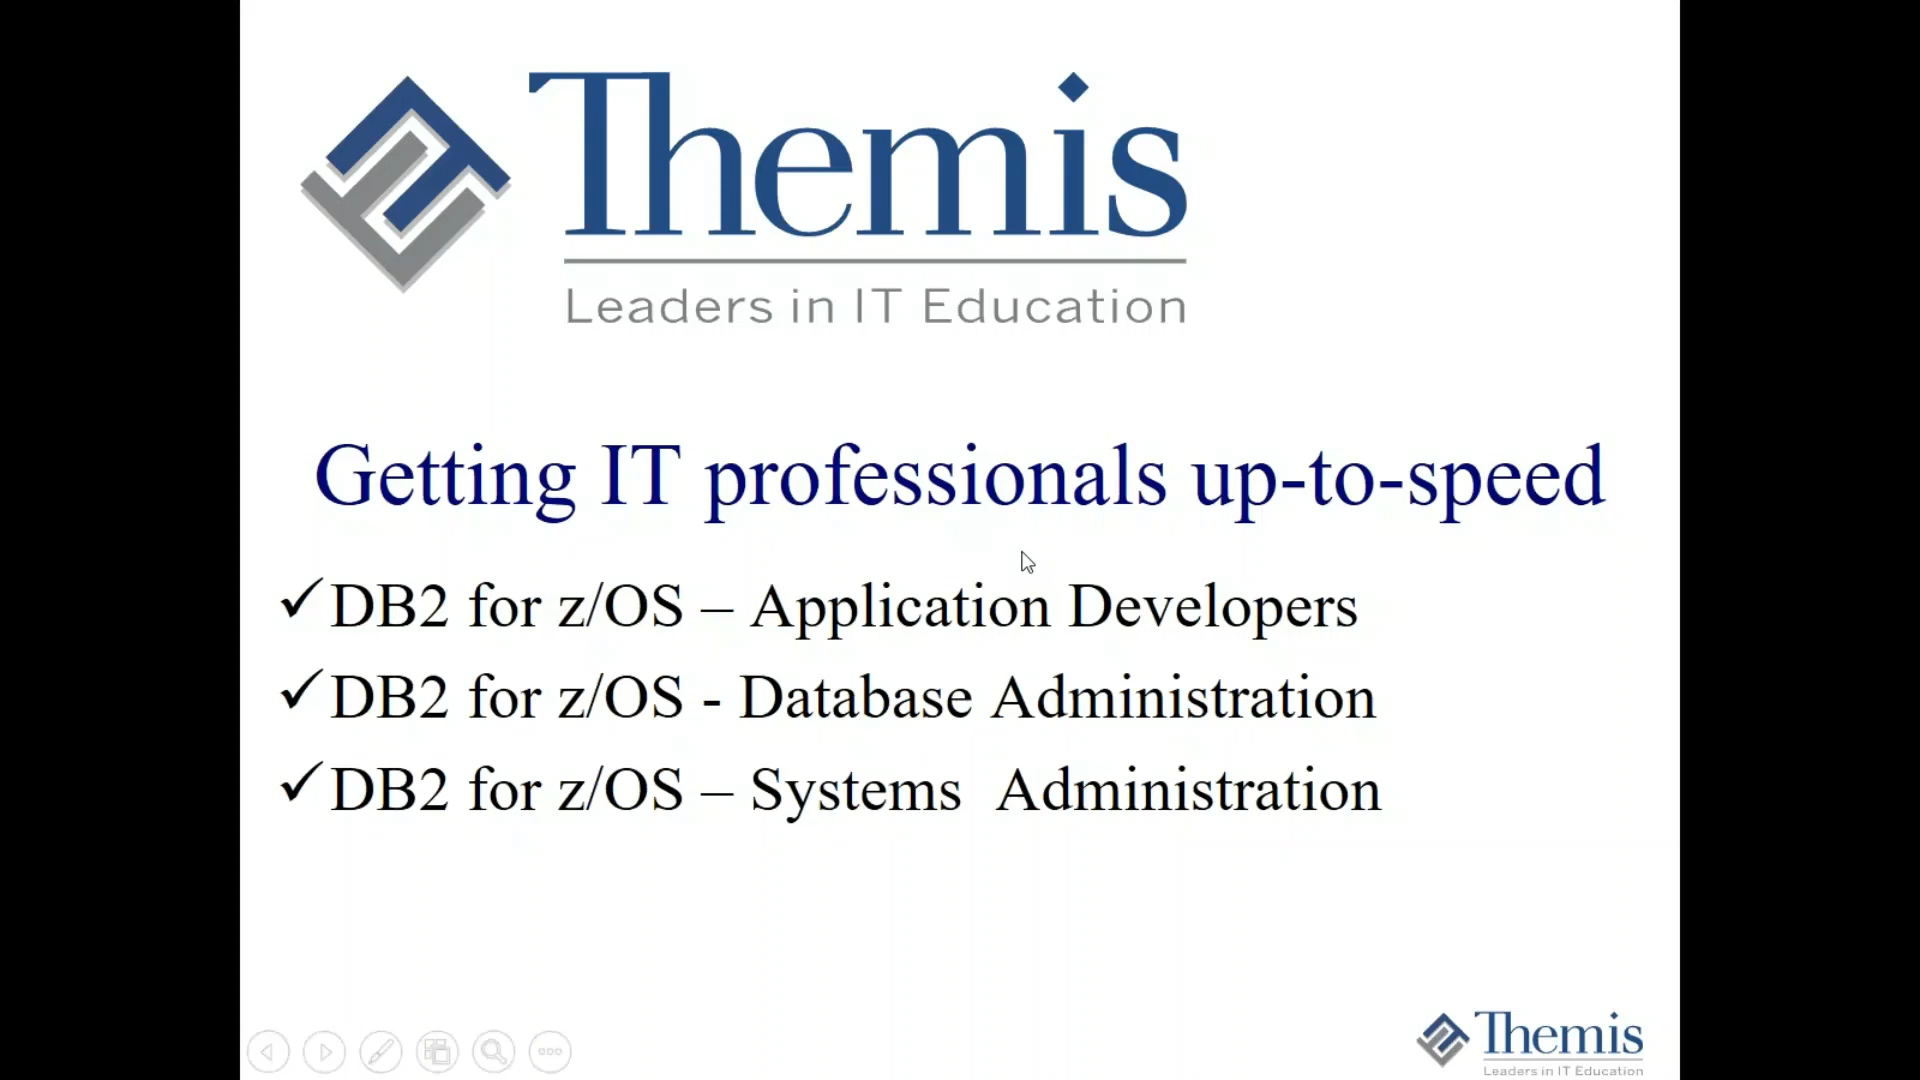 Themis
Leaders in IT Education
Getting IT professionals up-to-speed
✓DB2 for z/OS – Application Developers
✓DB2 for z/OS - Database Administration
✓DB2 for z/OS – Systems  Administration
Themis
Leaders in IT Education